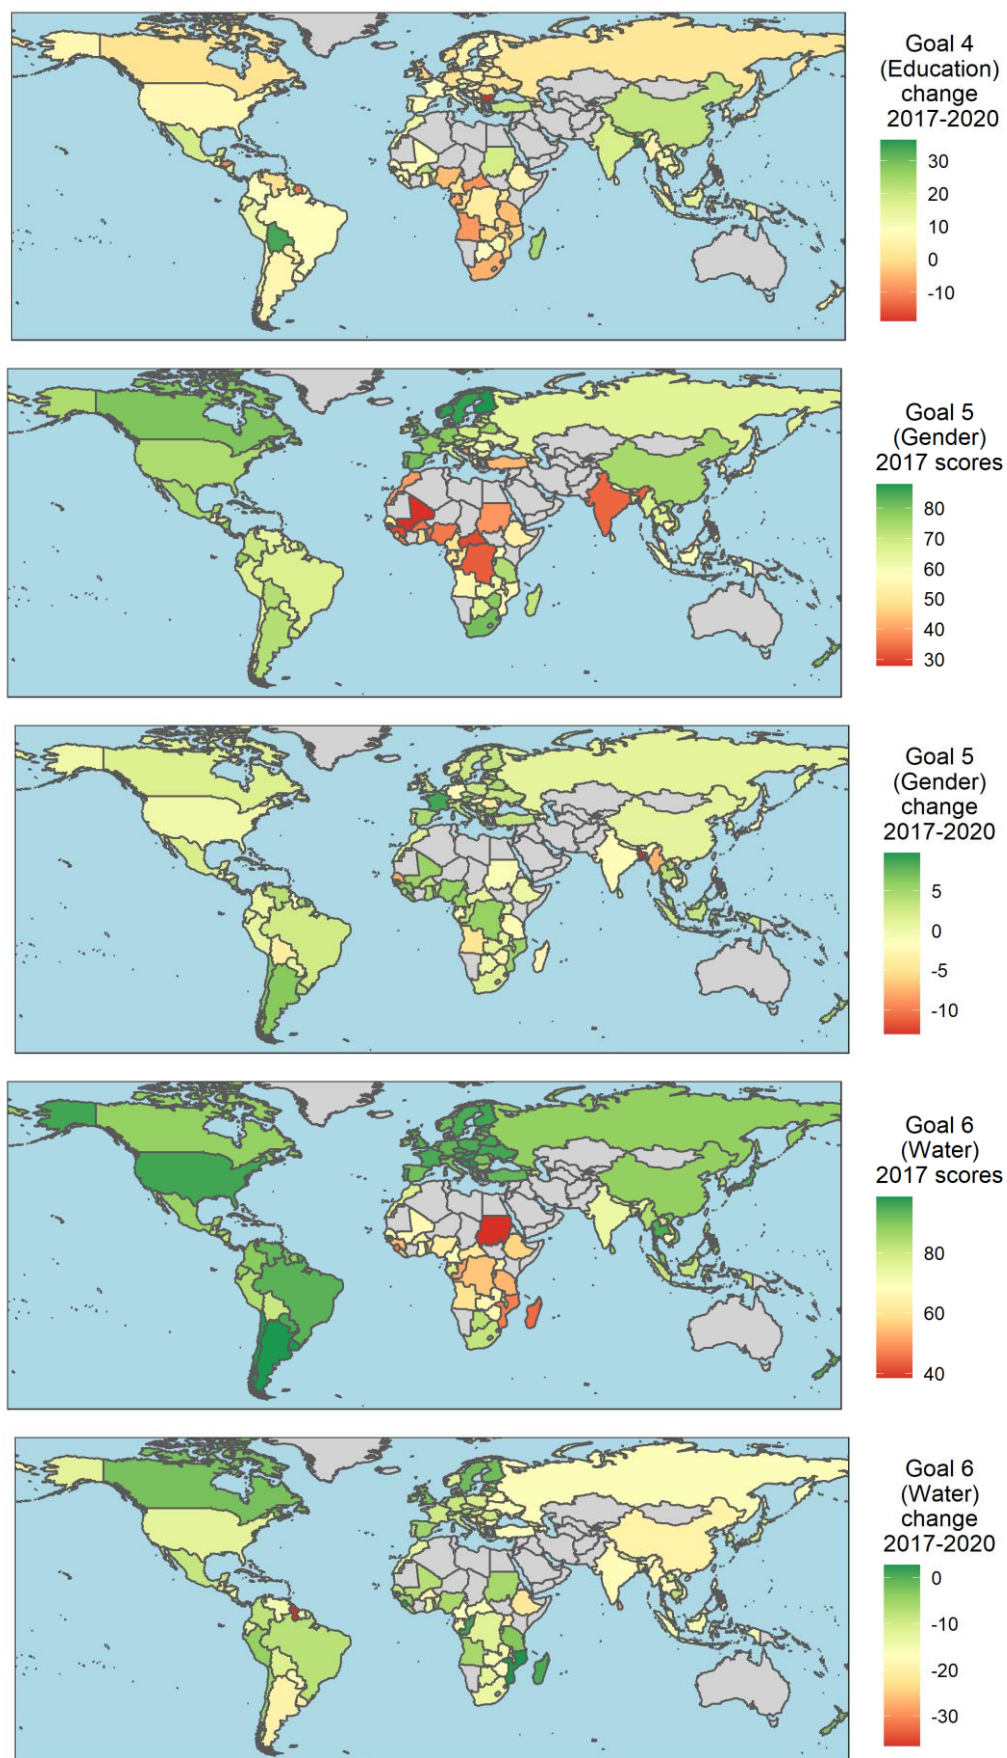 Goal 4
(Education)
change
2017-2020
30
20
10
0
-10
Goal 5
(Gender)
2017 scores
80
70
60
50
40
30
Goal 5
(Gender)
change
2017-2020
5
0
-5
-10
Goal 6
(Water)
2017 scores
80
60
40
Goal 6
(Water)
change
2017-2020
0
-10
-20
-30